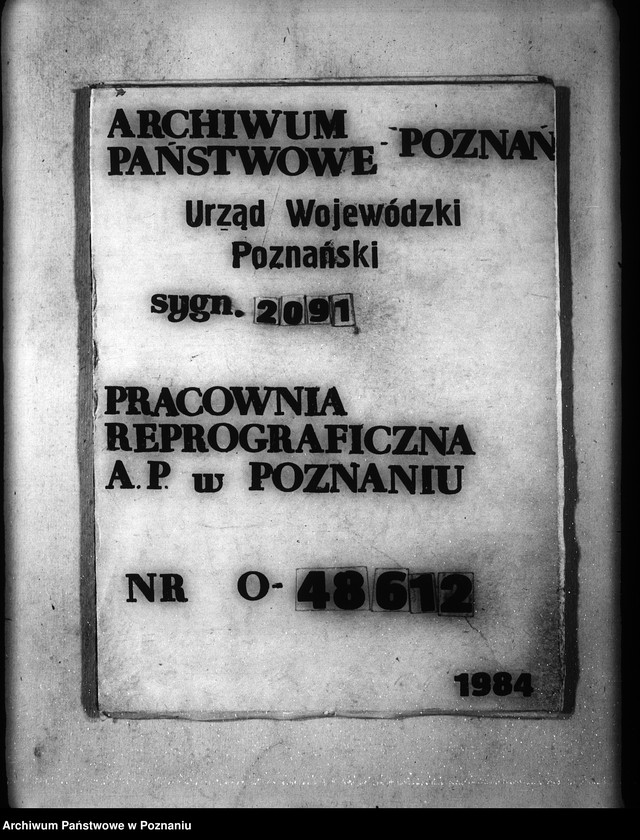 ARCHIWUM
PAŃSTWOWE - POZNAŃ
Urząd Wojewódzki
Poznański
sygn. 2091
PRACOWNIA
REPROGRAFICZNA
A.P. w POZNANIU
NR O-48612
1984
Archiwum Państwowe w Poznaniu